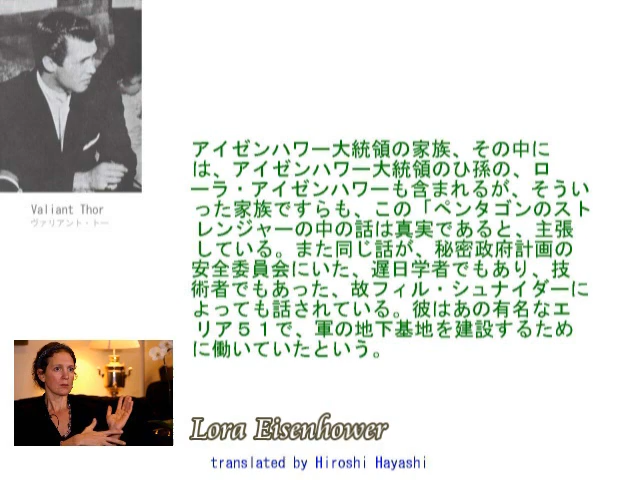 Valiant Thor
ヴァリアント・トー
アイゼンハワー大統領の家族、その中に
は、アイゼンハワー大統領のひ孫の、ロ
ーラ・アイゼンハワーも含まれるが、そうい
った家族ですらも、この「ペンタゴンのスト
レンジャーの中の話は真実であると、主張
している。また同じ話が、秘密政府計画の
安全委員会にいた、遅日学者でもあり、技
術者でもあった、故フィル・シュナイダーに
よっても話されている。彼はあの有名なエ
リア５１で、軍の地下基地を建設するため
に働いていたという。
Lora Eisenhower
translated by Hiroshi Hayashi